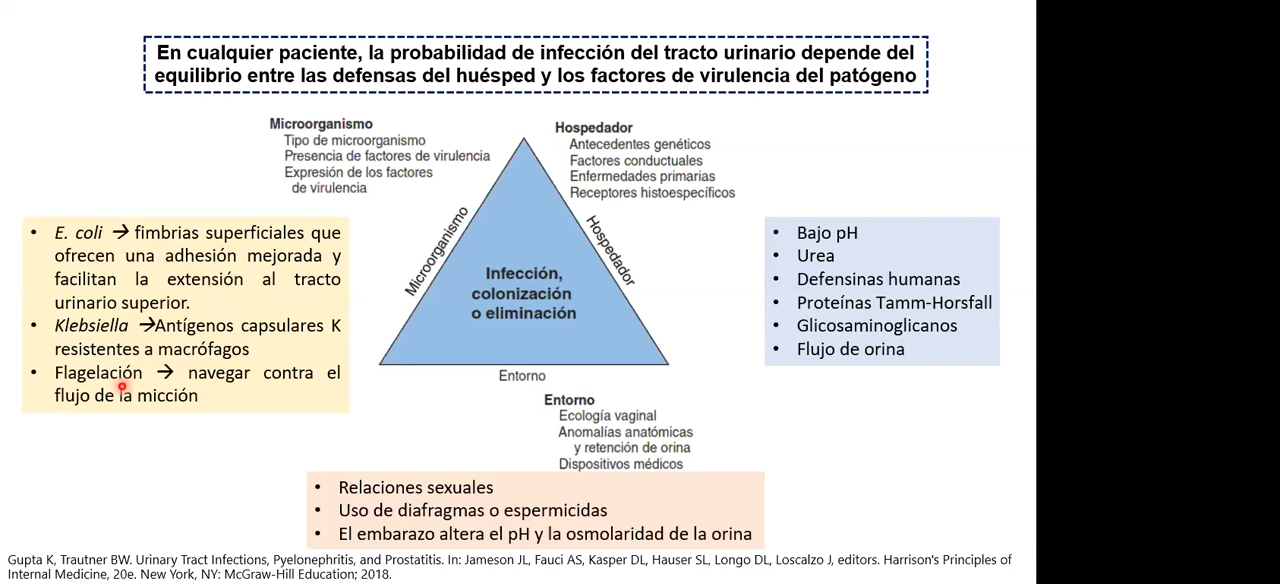 En cualquier paciente, la probabilidad de infección del tracto urinario depende del
equilibrio entre las defensas del huésped y los factores de virulencia del patógeno
Microorganismo
Tipo de microorganismo
Presencia de factores de virulencia
Expresión de los factores
de virulencia
Hospedador
Antecedentes genéticos
Factores conductuales
Enfermedades primarias
Receptores histoespecíficos
• E. coli → fimbrias superficiales que
ofrecen una adhesión mejorada y
facilitan la extensión al tracto
urinario superior.
• Klebsiella →Antígenos capsulares K
resistentes a macrófagos
• Flagelación → navegar contra el
flujo de la micción
Microorganismo
Hospedador
Infección,
colonización
o eliminación
Entorno
• Bajo pH
• Urea
• Defensinas humanas
• Proteínas Tamm-Horsfall
• Glicosaminoglicanos
• Flujo de orina
Entorno
Ecología vaginal
Anomalías anatómicas
y retención de orina
Dispositivos médicos
• Relaciones sexuales
• Uso de diafragmas o espermicidas
• El embarazo altera el pH y la osmolaridad de la orina
Gupta K, Trautner BW. Urinary Tract Infections, Pyelonephritis, and Prostatitis. In: Jameson JL, Fauci AS, Kasper DL, Hauser SL, Longo DL, Loscalzo J, editors. Harrison's Principles of
Internal Medicine, 20e. New York, NY: McGraw-Hill Education; 2018.